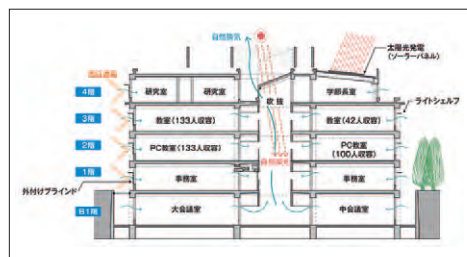 自然換気
太陽光発電
(ソーラーパネル)
4階
研究室
研究室
吹抜
学部長室
ライトシェルフ
3階
教室(133人収容)
教室(42人収容)
2階
PC教室(133人収容)
PC教室
(100人収容)
自然採光
1階
事務室
事務室
外付けブラインド
B1階
大会議室
中会議室